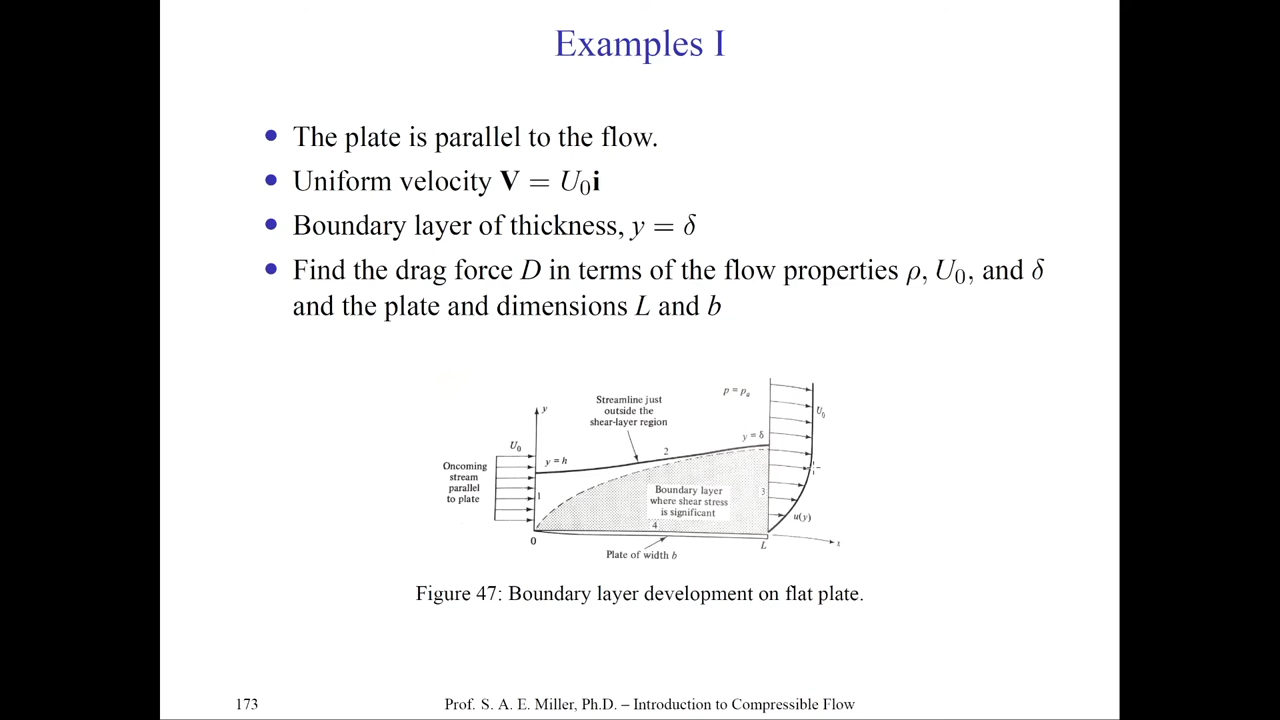 Examples I
The plate is parallel to the flow.
Uniform velocity V = U₀i
Boundary layer of thickness, y = δ
Find the drag force D in terms of the flow properties ρ, U₀, and δ
and the plate and dimensions L and b
y
U₀
Oncoming
stream
parallel
to plate
y = h
1
0
Streamline just
outside the
shear-layer region
2
p = pₐ
y = δ
Boundary layer
where shear stress
is significant
3
4
Plate of width b
L
U₀
u(y)
x
Figure 47: Boundary layer development on flat plate.
173
Prof. S. A. E. Miller, Ph.D. – Introduction to Compressible Flow